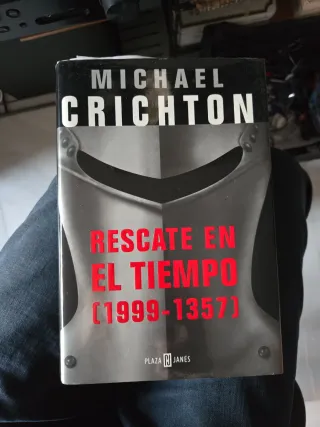 MICHAEL
CRICHTON
RESCATE EN
EL TIEMPO
(1999-1357)
PLAZA JANES